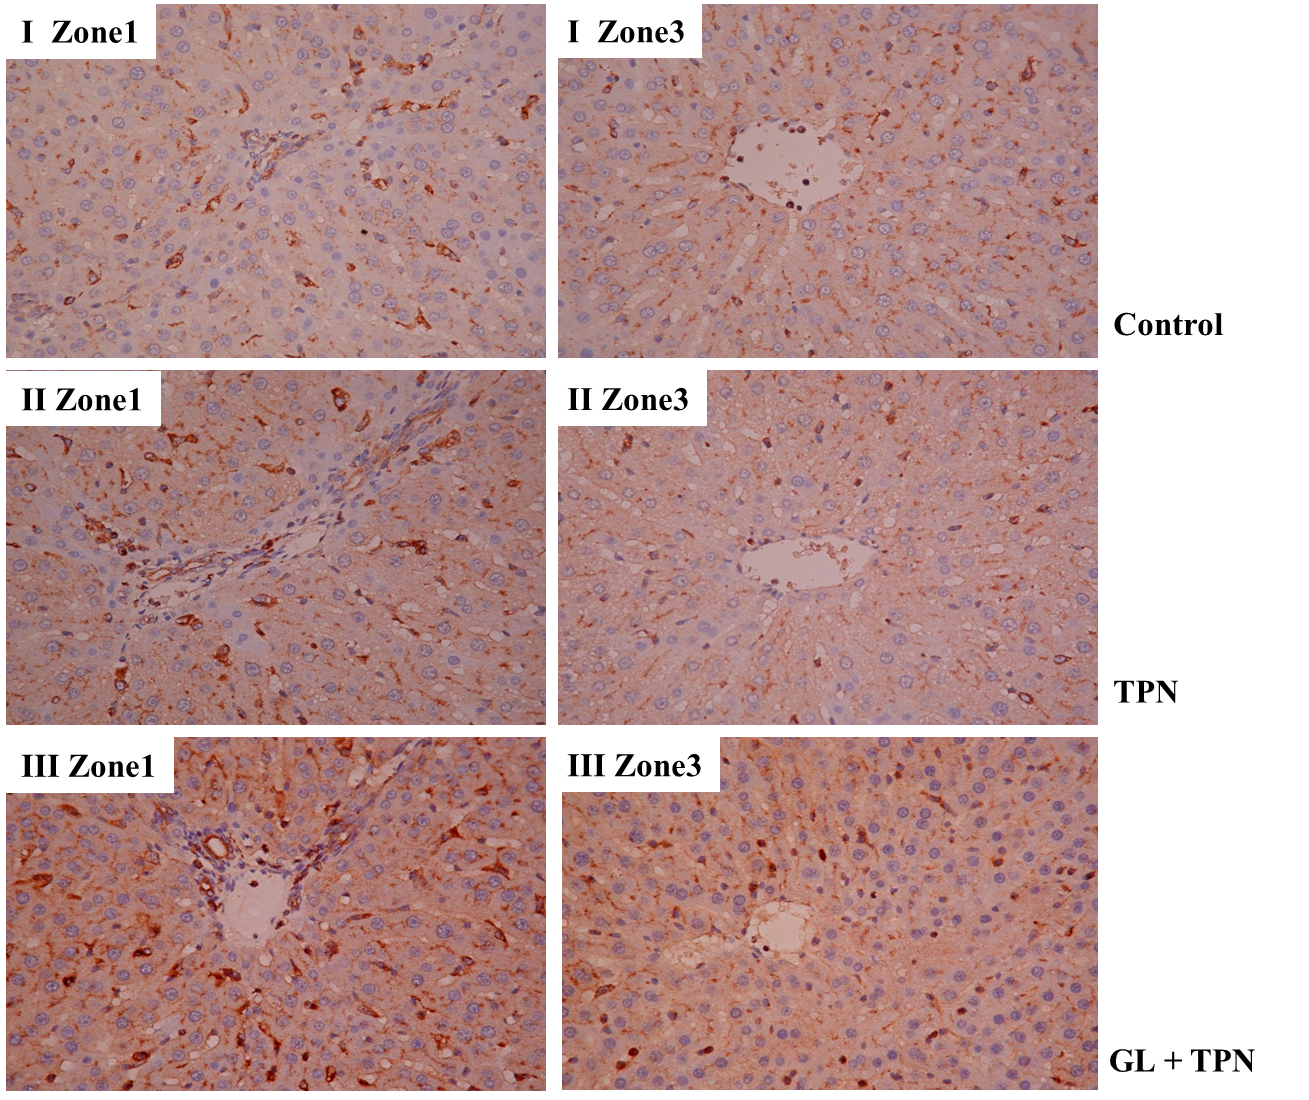 I Zone1
I Zone3
Control
II Zone1
II Zone3
TPN
III Zone1
III Zone3
GL + TPN